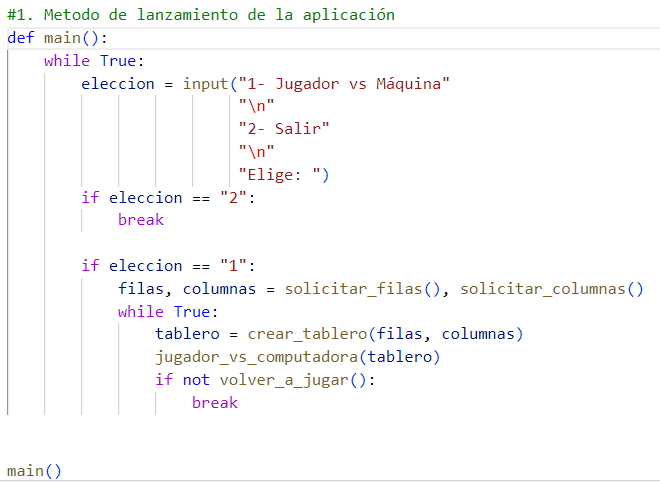 #1. Metodo de lanzamiento de la aplicación
def main():
    while True:
        eleccion = input("1- Jugador vs Máquina"
                         "\n"
                         "2- Salir"
                         "\n"
                         "Elige: ")
        if eleccion == "2":
            break

        if eleccion == "1":
            filas, columnas = solicitar_filas(), solicitar_columnas()
            while True:
                tablero = crear_tablero(filas, columnas)
                jugador_vs_computadora(tablero)
                if not volver_a_jugar():
                    break


main()